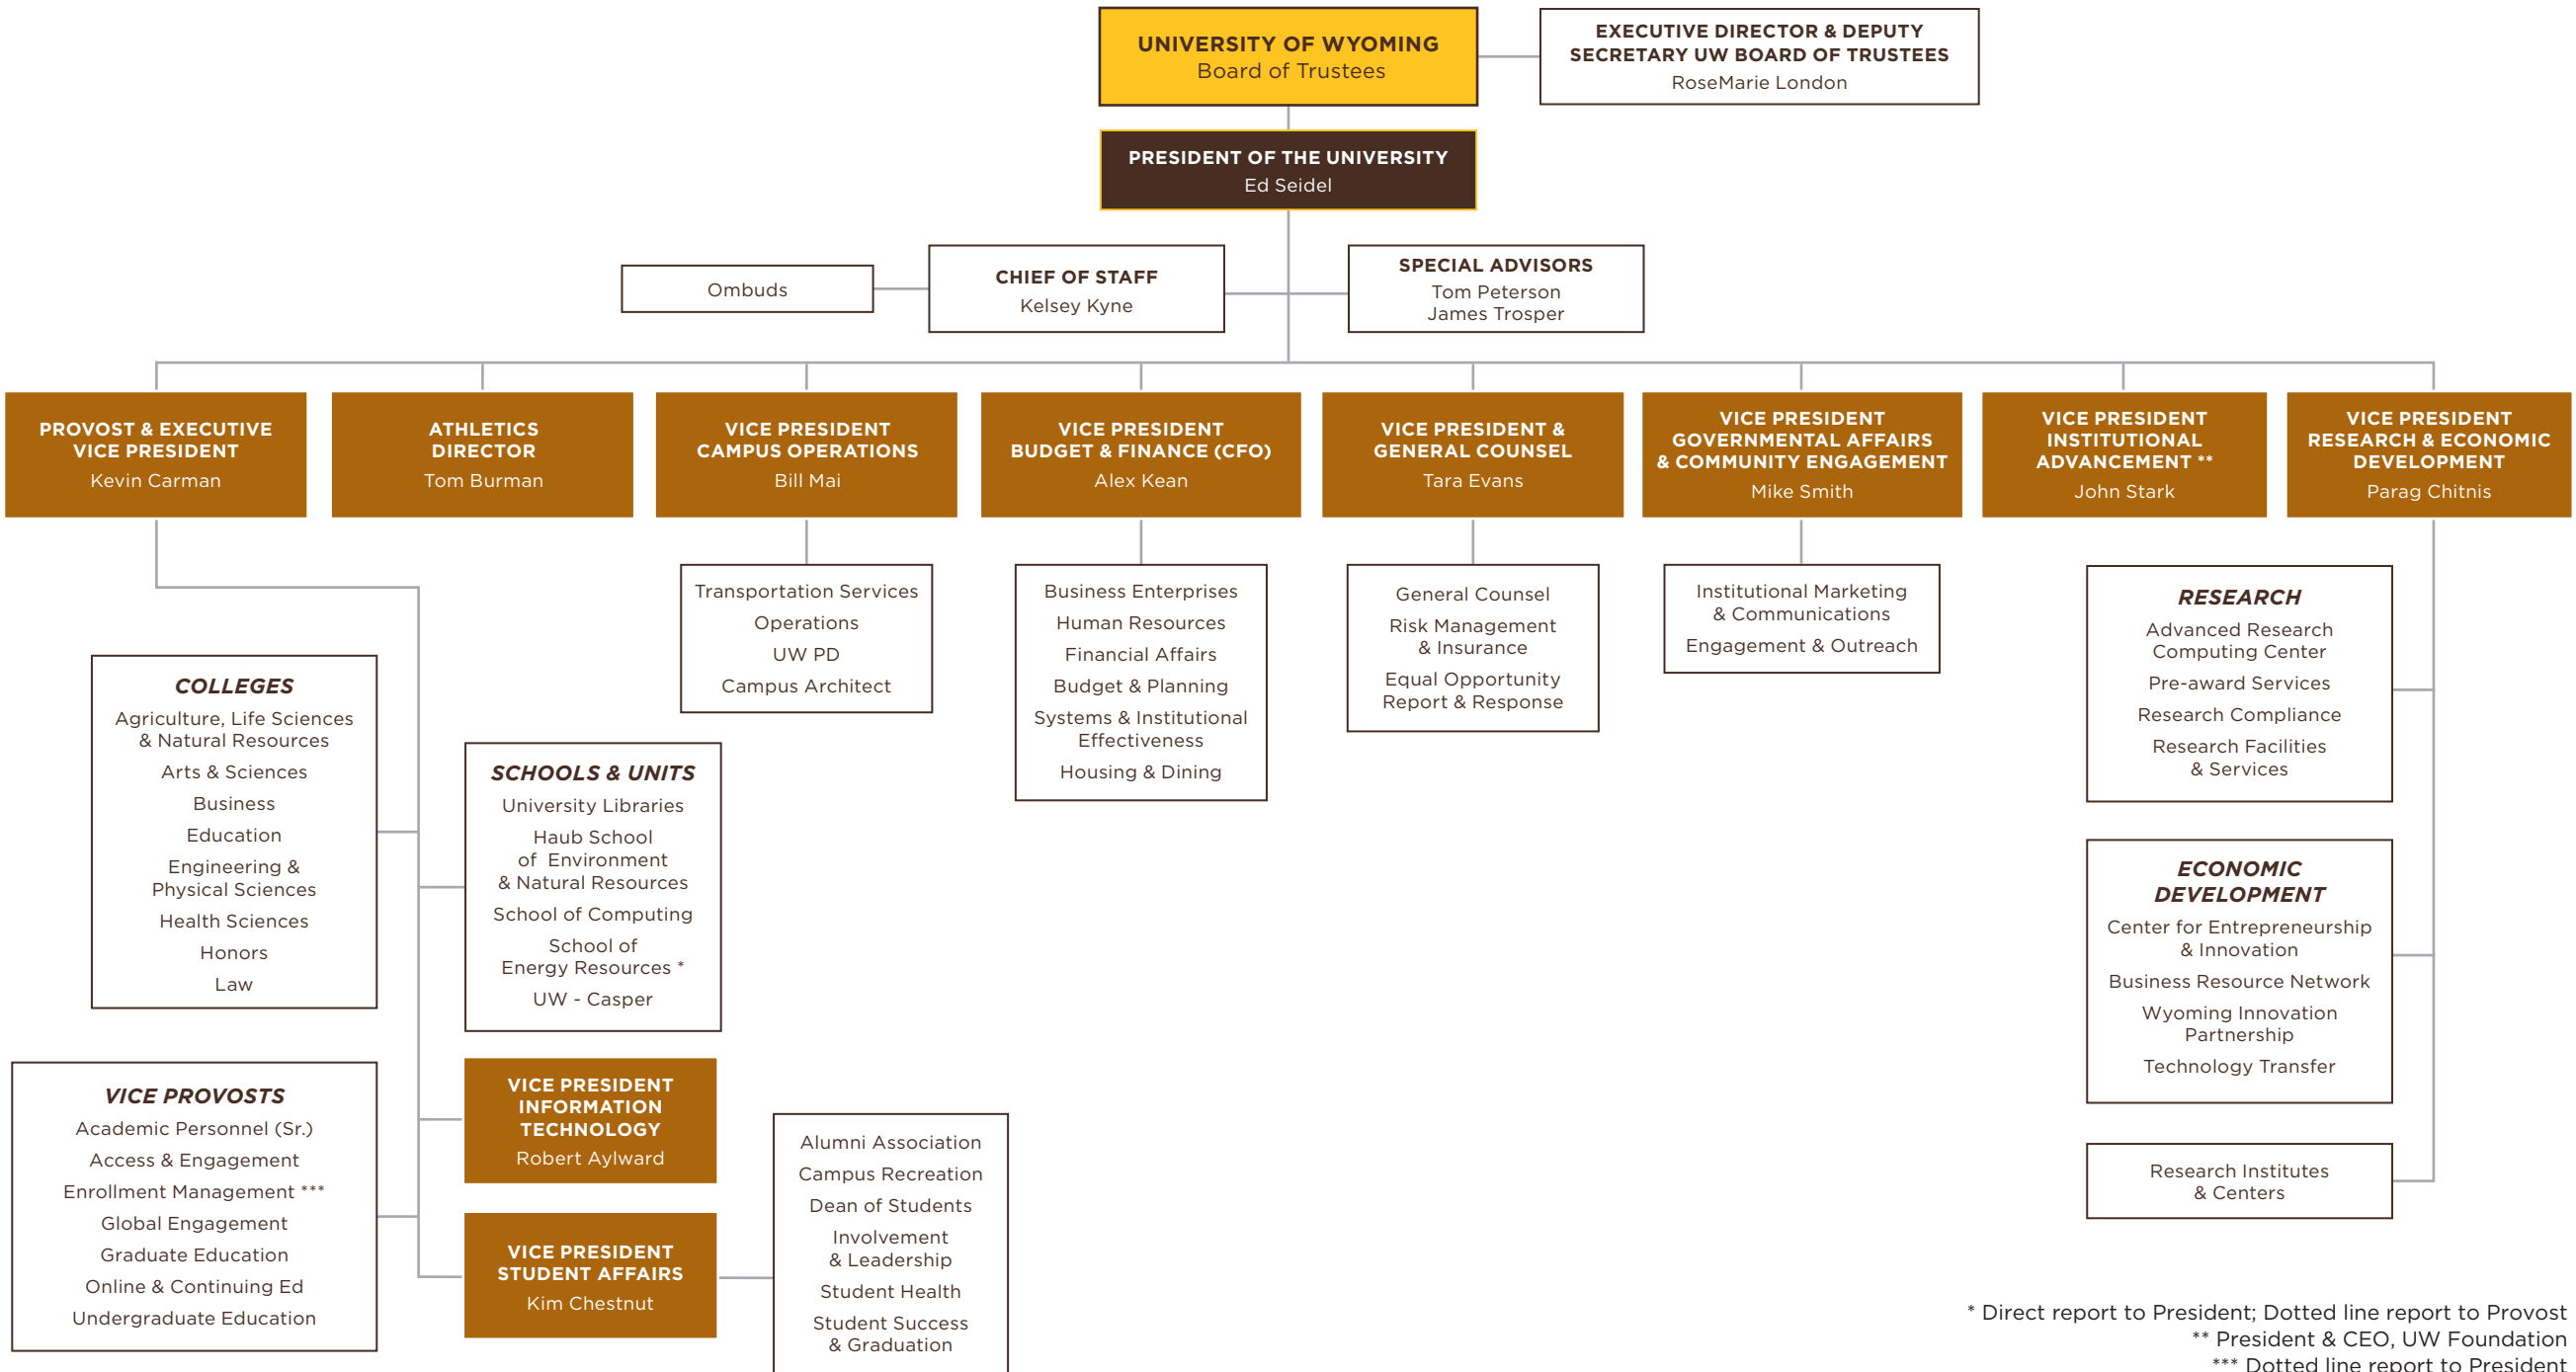 UNIVERSITY OF WYOMING
Board of Trustees
EXECUTIVE DIRECTOR & DEPUTY
SECRETARY UW BOARD OF TRUSTEES
RoseMarie London
PRESIDENT OF THE UNIVERSITY
Ed Seidel
Ombuds
CHIEF OF STAFF
Kelsey Kyne
SPECIAL ADVISORS
Tom Peterson
James Trosper
PROVOST & EXECUTIVE
VICE PRESIDENT
Kevin Carman
ATHLETICS
DIRECTOR
Tom Burman
VICE PRESIDENT
CAMPUS OPERATIONS
Bill Mai
VICE PRESIDENT
BUDGET & FINANCE (CFO)
Alex Kean
VICE PRESIDENT &
GENERAL COUNSEL
Tara Evans
VICE PRESIDENT
GOVERNMENTAL AFFAIRS
& COMMUNITY ENGAGEMENT
Mike Smith
VICE PRESIDENT
INSTITUTIONAL
ADVANCEMENT **
John Stark
VICE PRESIDENT
RESEARCH & ECONOMIC
DEVELOPMENT
Parag Chitnis
COLLEGES
Agriculture, Life Sciences
& Natural Resources
Arts & Sciences
Business
Education
Engineering &
Physical Sciences
Health Sciences
Honors
Law
VICE PROVOSTS
Academic Personnel (Sr.)
Access & Engagement
Enrollment Management ***
Global Engagement
Graduate Education
Online & Continuing Ed
Undergraduate Education
SCHOOLS & UNITS
University Libraries
Haub School
of Environment
& Natural Resources
School of Computing
School of
Energy Resources *
UW - Casper
VICE PRESIDENT
INFORMATION
TECHNOLOGY
Robert Aylward
VICE PRESIDENT
STUDENT AFFAIRS
Kim Chestnut
Alumni Association
Campus Recreation
Dean of Students
Involvement
& Leadership
Student Health
Student Success
& Graduation
Transportation Services
Operations
UW PD
Campus Architect
Business Enterprises
Human Resources
Financial Affairs
Budget & Planning
Systems & Institutional
Effectiveness
Housing & Dining
General Counsel
Risk Management
& Insurance
Equal Opportunity
Report & Response
Institutional Marketing
& Communications
Engagement & Outreach
RESEARCH
Advanced Research
Computing Center
Pre-award Services
Research Compliance
Research Facilities
& Services
ECONOMIC
DEVELOPMENT
Center for Entrepreneurship
& Innovation
Business Resource Network
Wyoming Innovation
Partnership
Technology Transfer
Research Institutes
& Centers
* Direct report to President; Dotted line report to Provost
** President & CEO, UW Foundation
*** Dotted line report to President